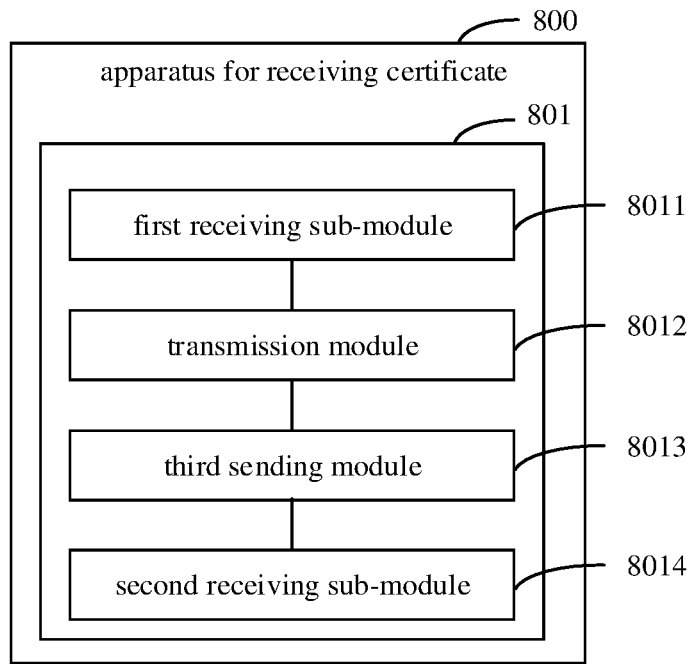 800
apparatus for receiving certificate
801
first receiving sub-module
8011
transmission module
8012
third sending module
8013
second receiving sub-module
8014